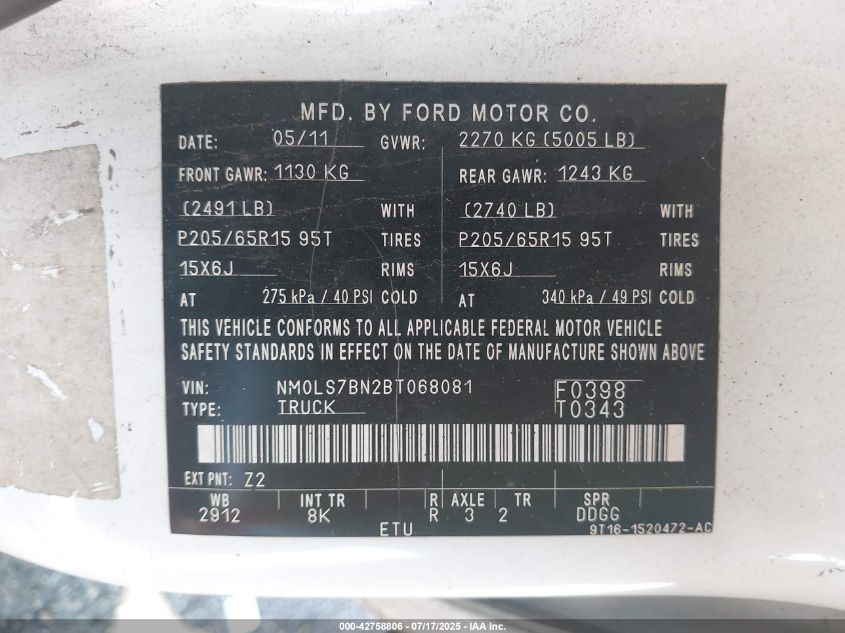 MFD. BY FORD MOTOR CO.
DATE: 05/11 GVWR: 2270 KG (5005 LB)
FRONT GAWR: 1130 KG REAR GAWR: 1243 KG
(2491 LB) WITH (2740 LB) WITH
P205/65R15 95T TIRES P205/65R15 95T TIRES
15X6J RIMS 15X6J RIMS
AT 275 kPa / 40 PSI COLD AT 340 kPa / 49 PSI COLD
THIS VEHICLE CONFORMS TO ALL APPLICABLE FEDERAL MOTOR VEHICLE
SAFETY STANDARDS IN EFFECT ON THE DATE OF MANUFACTURE SHOWN ABOVE
VIN: NM0LS7BN2BT068081 F0398
TYPE: TRUCK T0343
EXT PNT: Z2
WB INT TR R AXLE TR SPR
2912 8K R 3 2 DDGG
ETU 9T16-1520472-AC
000-42758806 - 07/17/2025 - IAA, Inc.